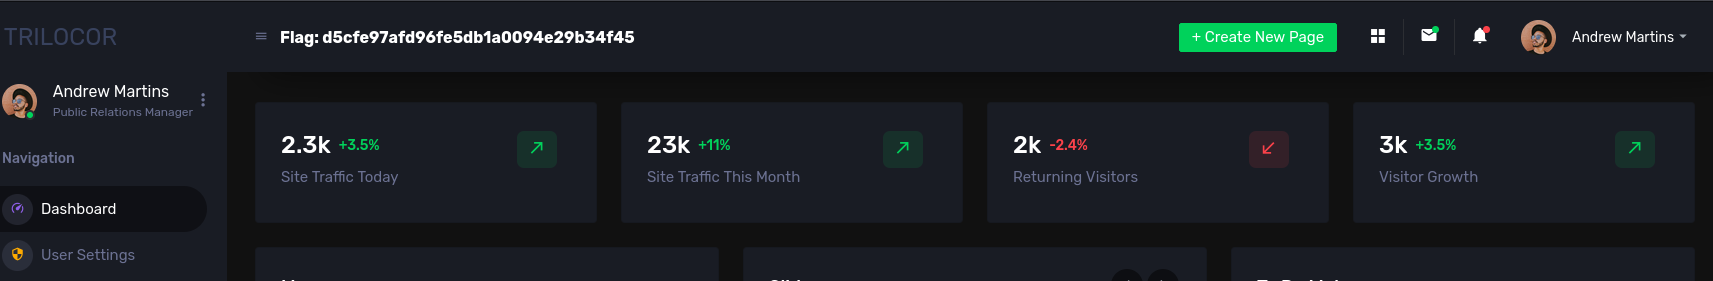 TRILOCOR
Flag: d5cfe97afd96fe5db1a0094e29b34f45
+ Create New Page
Andrew Martins
Andrew Martins
Public Relations Manager
Navigation
Dashboard
User Settings
2.3k +3.5%
Site Traffic Today
23k +11%
Site Traffic This Month
2k -2.4%
Returning Visitors
3k +3.5%
Visitor Growth